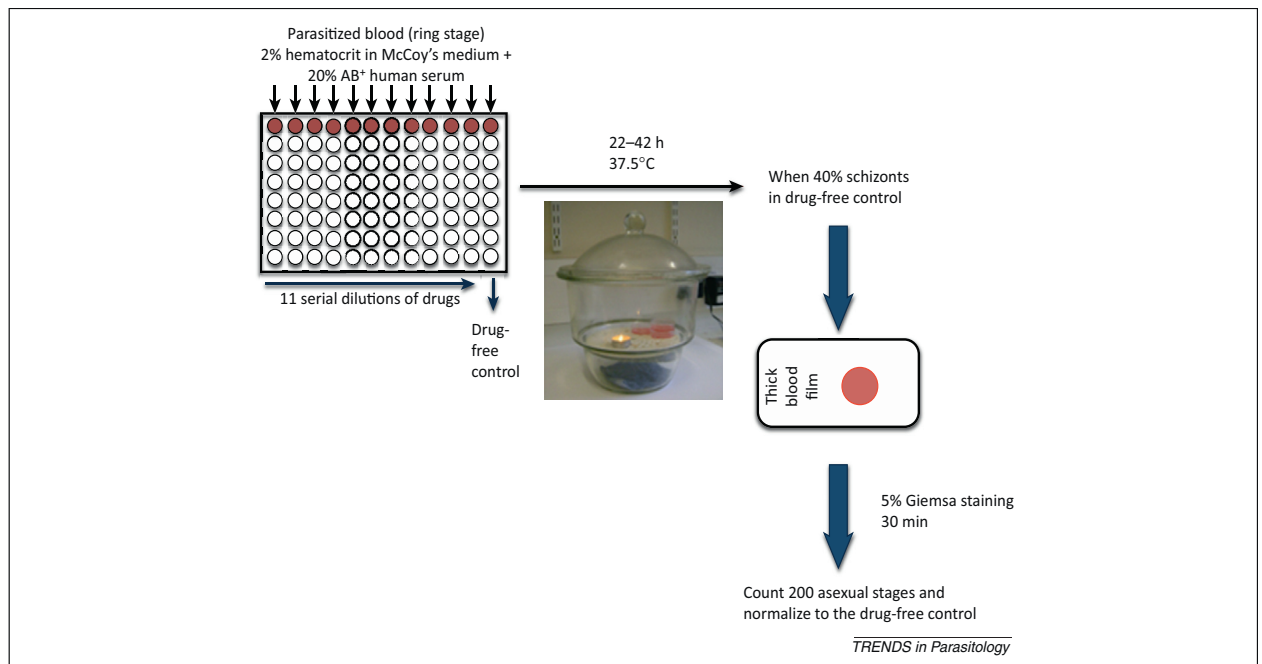 Parasitized blood (ring stage)
2% hematocrit in McCoy’s medium +
20% AB⁺ human serum
22–42 h
37.5°C
When 40% schizonts
in drug-free control
11 serial dilutions of drugs
Drug-
free
control
Thick
blood
film
5% Giemsa staining
30 min
Count 200 asexual stages and
normalize to the drug-free control
TRENDS in Parasitology